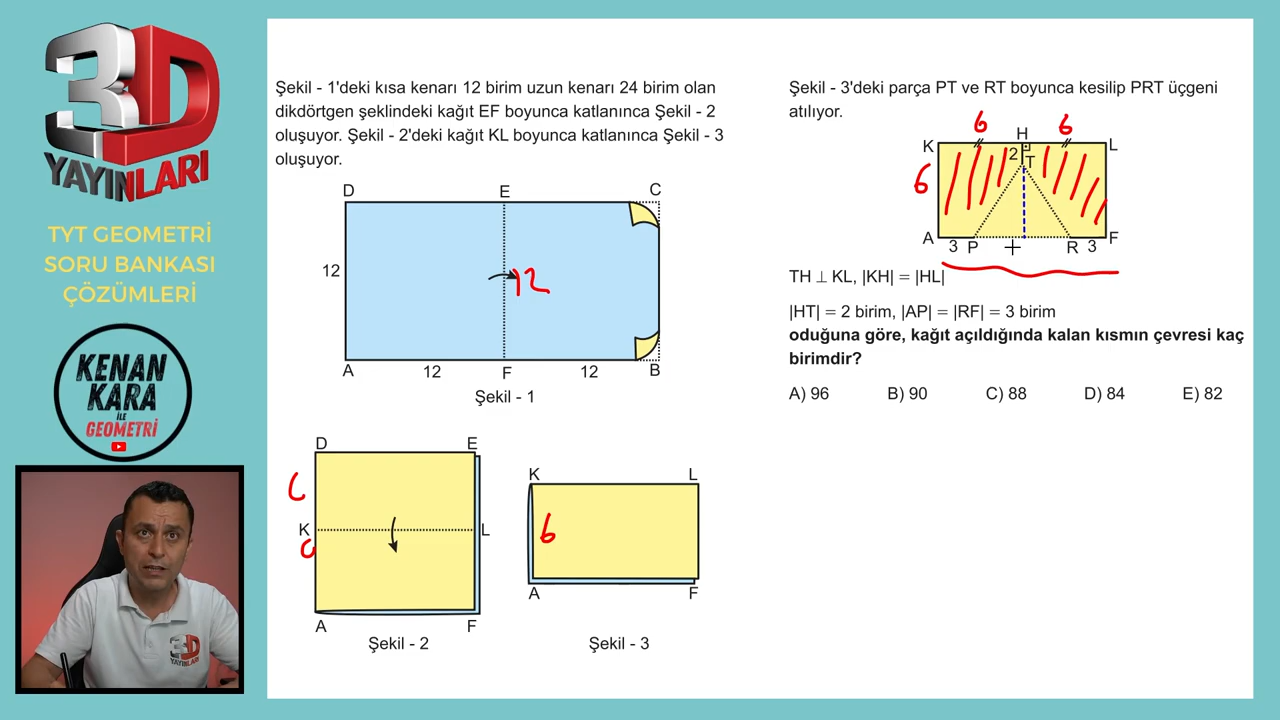 3D
YAYINLARI
TYT GEOMETRİ
SORU BANKASI
ÇÖZÜMLERİ
KENAN
KARA
İLE
GEOMETRİ
3D
YAYINLARI
Şekil - 1'deki kısa kenarı 12 birim uzun kenarı 24 birim olan
dikdörtgen şeklindeki kağıt EF boyunca katlanınca Şekil - 2
oluşuyor. Şekil - 2'deki kağıt KL boyunca katlanınca Şekil - 3
oluşuyor.
D E C
12
12
A 12 F 12 B
Şekil - 1
D E
K L
A F
Şekil - 2
K L
6
A F
Şekil - 3
Şekil - 3'deki parça PT ve RT boyunca kesilip PRT üçgeni
atılıyor.
6 6
K H L
2 T
6
A 3 P R 3 F
TH ⊥ KL, |KH| = |HL|
|HT| = 2 birim, |AP| = |RF| = 3 birim
oduğuna göre, kağıt açıldığında kalan kısmın çevresi kaç
birimdir?
A) 96 B) 90 C) 88 D) 84 E) 82